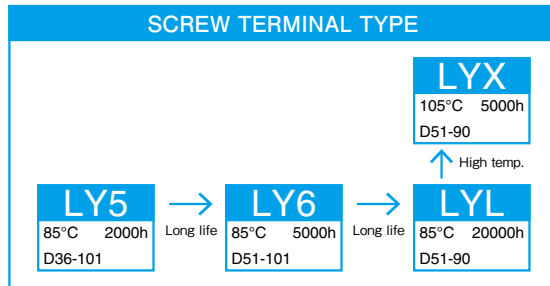 SCREW TERMINAL TYPE
LYX
105°C 5000h
D51-90
High temp.
LY5
85°C 2000h
D36-101
Long life
LY6
85°C 5000h
D51-101
Long life
LYL
85°C 20000h
D51-90